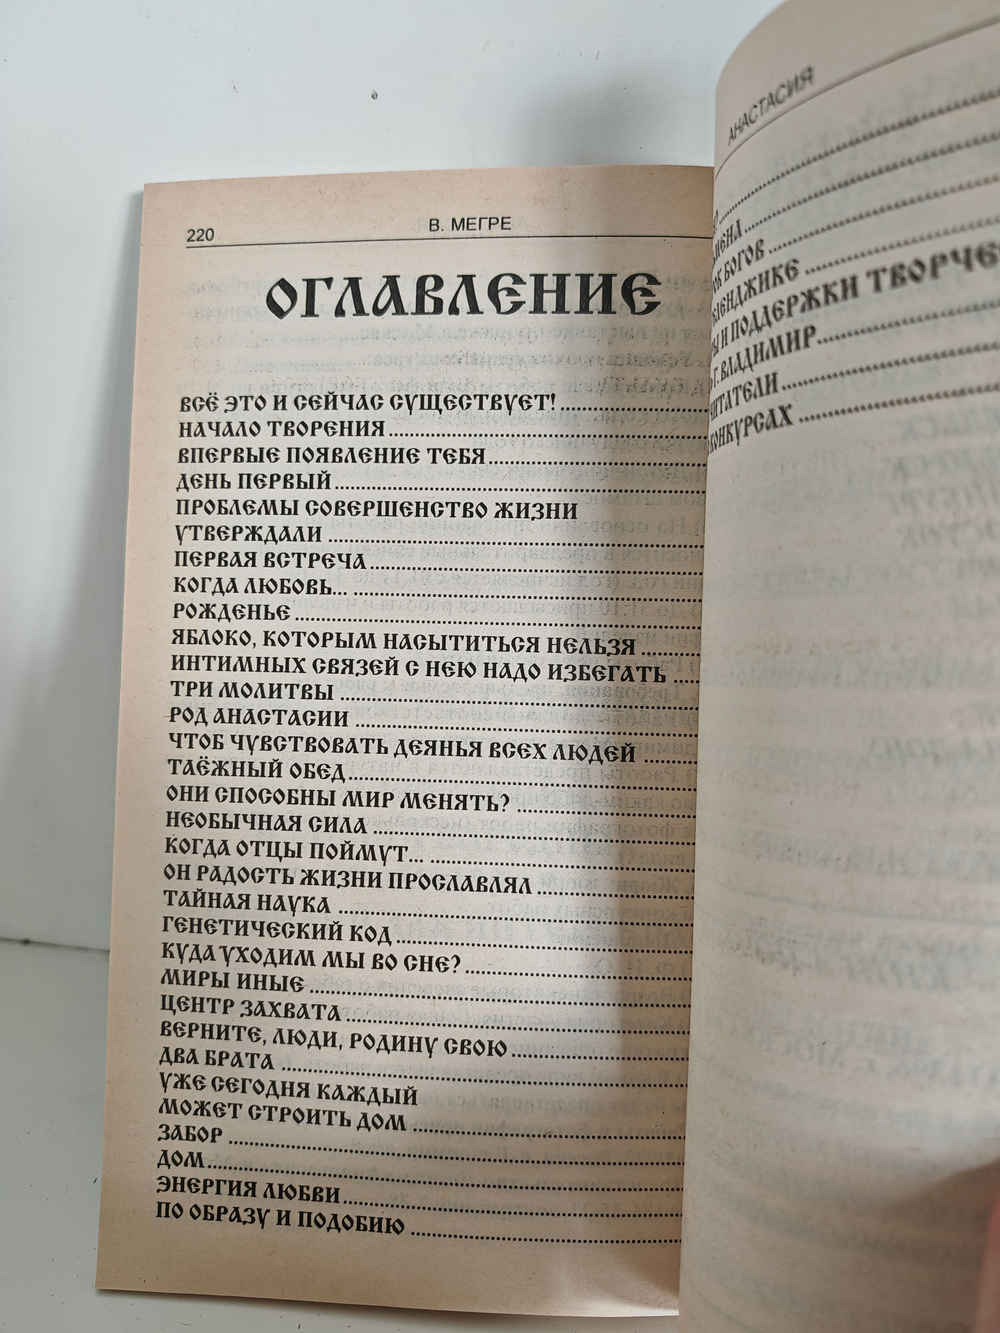 220
В. МЕГРЕ
ОГЛАВЛЕНИЕ
ВСЁ ЭТО И СЕЙЧАС СУЩЕСТВУЕТ!
НАЧАЛО ТВОРЕНИЯ
ВПЕРВЫЕ ПОЯВЛЕНИЕ ТЕБЯ
ДЕНЬ ПЕРВЫЙ
ПРОБЛЕМЫ СОВЕРШЕНСТВО ЖИЗНИ
УТВЕРЖДАЛИ
ПЕРВАЯ ВСТРЕЧА
КОГДА ЛЮБОВЬ...
РОЖДЕНЬЕ
ЯБЛОКО, КОТОРЫМ НАСЫТИТЬСЯ НЕЛЬЗЯ
ИНТИМНЫХ СВЯЗЕЙ С НЕЮ НАДО ИЗБЕГАТЬ
ТРИ МОЛИТВЫ
РОД АНАСТАСИИ
ЧТОБ ЧУВСТВОВАТЬ ДЕЯНЬЯ ВСЕХ ЛЮДЕЙ
ТАЁЖНЫЙ ОБЕД
ОНИ СПОСОБНЫ МИР МЕНЯТЬ?
НЕОБЫЧНАЯ СИЛА
КОГДА ОТЦЫ ПОЙМУТ...
ОН РАДОСТЬ ЖИЗНИ ПРОСЛАВЛЯЛ
ТАЙНАЯ НАУКА
ГЕНЕТИЧЕСКИЙ КОД
КУДА УХОДИМ МЫ ВО СНЕ?
МИРЫ ИНЫЕ
ЦЕНТР ЗАХВАТА
ВЕРНИТЕ, ЛЮДИ, РОДИНУ СВОЮ
ДВА БРАТА
УЖЕ СЕГОДНЯ КАЖДЫЙ
МОЖЕТ СТРОИТЬ ДОМ
ЗАБОР
ДОМ
ЭНЕРГИЯ ЛЮБВИ
ПО ОБРАЗУ И ПОДОБИЮ
АНАСТАСИЯ
БОГОВ
И ПОДДЕРЖКИ ТВОРЧЕ
Г. ВЛАДИМИР
КОНКУРСАХ